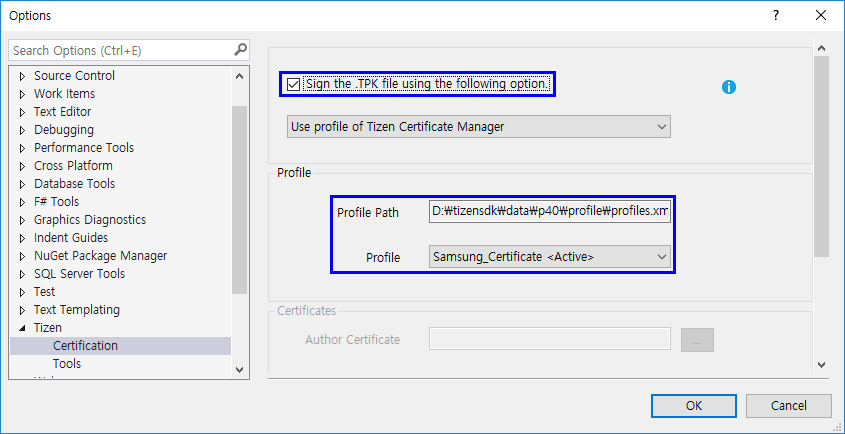 Options
?
Search Options (Ctrl+E)
Source Control
Work Items
Text Editor
Debugging
Performance Tools
Cross Platform
Database Tools
F# Tools
Graphics Diagnostics
Indent Guides
NuGet Package Manager
SQL Server Tools
Test
Text Templating
Tizen
Certification
Tools
Sign the .TPK file using the following option.
Use profile of Tizen Certificate Manager
Profile
Profile Path D:₩tizensdk₩data₩p40₩profile₩profiles.xm
Profile Samsung_Certificate <Active>
Certificates
Author Certificate ...
OK Cancel